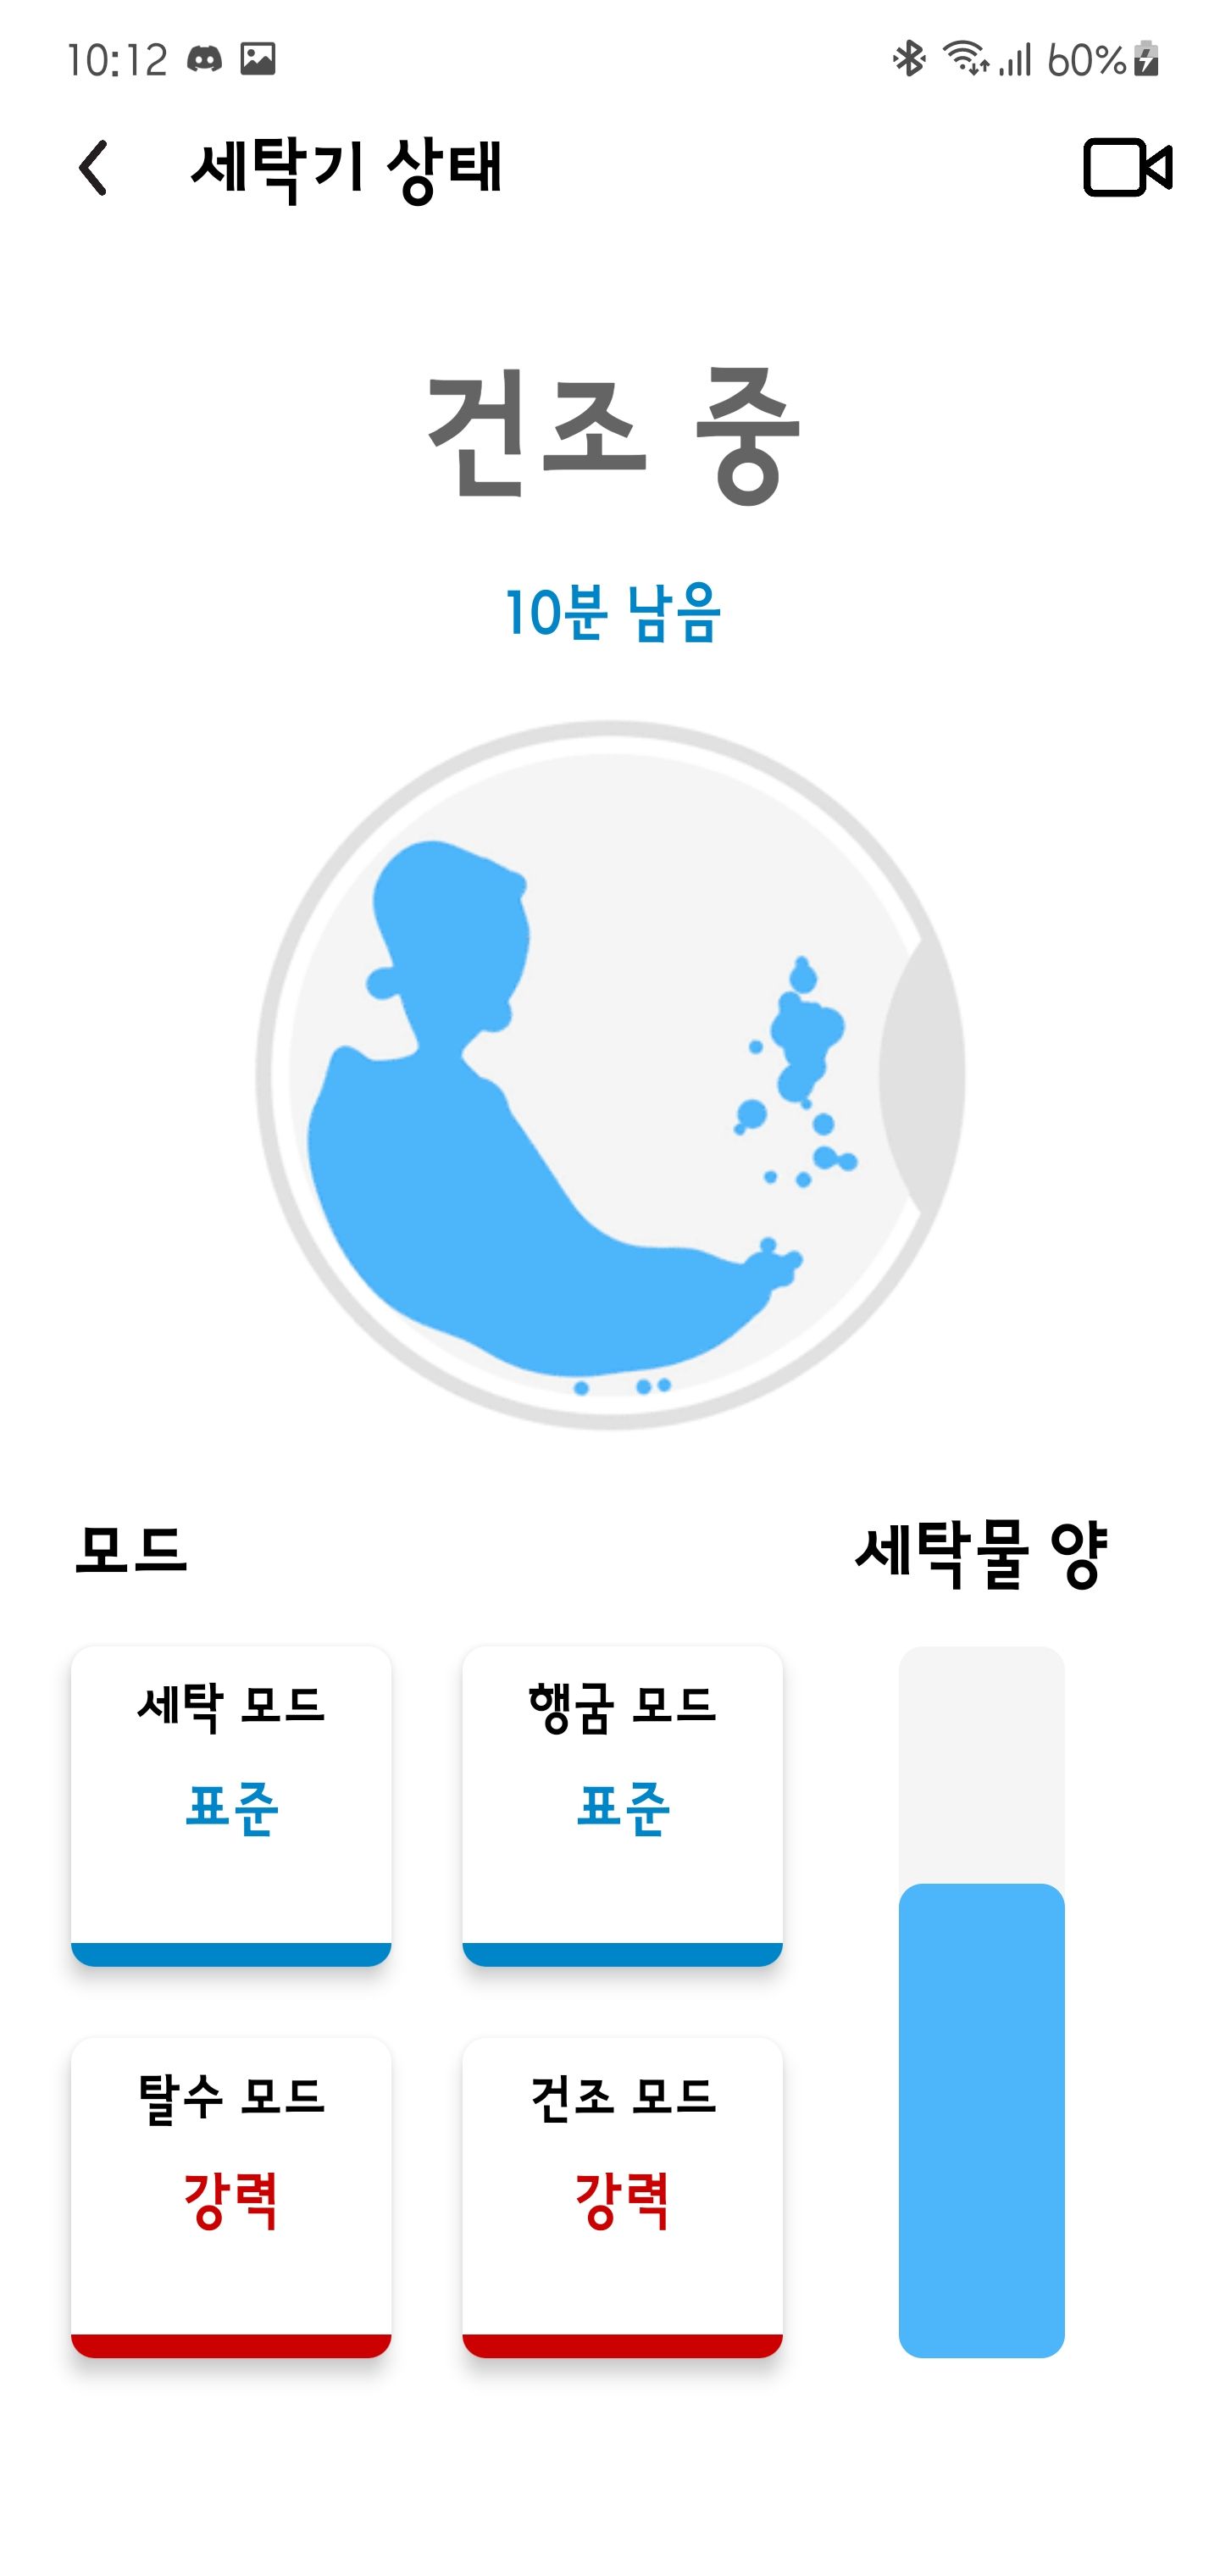 10:12 60%
세탁기 상태
건조 중
10분 남음
모드
세탁물 양
세탁 모드
표준
행굼 모드
표준
탈수 모드
강력
건조 모드
강력